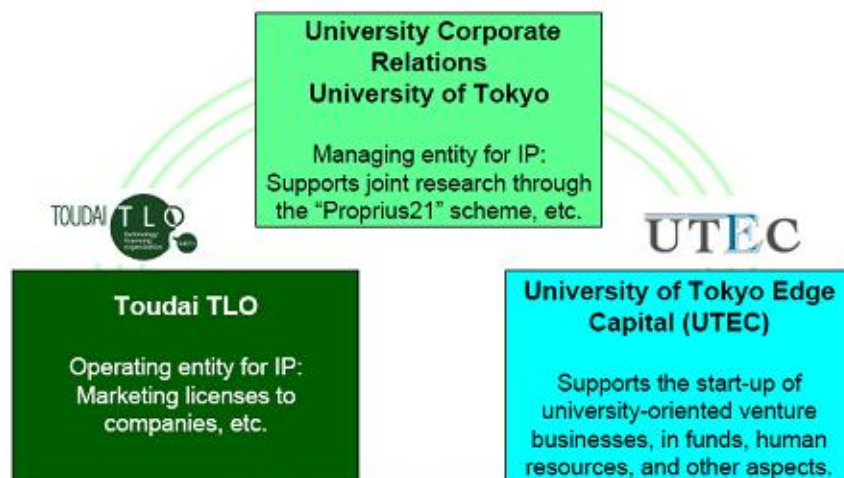 University Corporate
Relations
University of Tokyo
Managing entity for IP:
Supports joint research through
the “Proprius21” scheme, etc.
TOUDAI TLO
UTEC
Toudai TLO
Operating entity for IP:
Marketing licenses to
companies, etc.
University of Tokyo Edge
Capital (UTEC)
Supports the start-up of
university-oriented venture
businesses, in funds, human
resources, and other aspects.